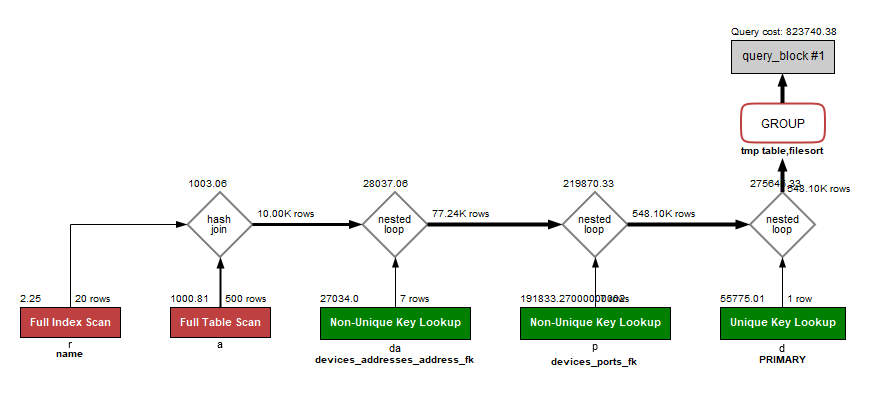 Query cost: 823740.38
query_block #1
GROUP
tmp table,filesort
1003.06
28037.06
219870.33
275645.33
548.10K rows
hash
join
10.00K rows
nested
loop
77.24K rows
nested
loop
548.10K rows
nested
loop
2.25
20 rows
1000.81
500 rows
27034.0
7 rows
191833.27000000002
7 rows
55775.01
1 row
Full Index Scan
Full Table Scan
Non-Unique Key Lookup
Non-Unique Key Lookup
Unique Key Lookup
r
name
a
da
devices_addresses_address_fk
p
devices_ports_fk
d
PRIMARY